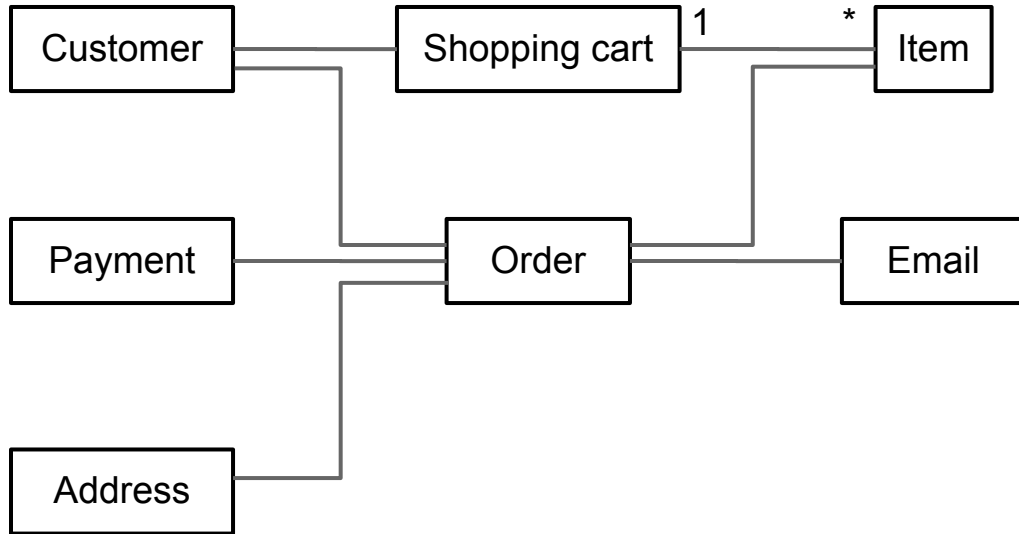 Customer
Shopping cart
1
*
Item
Payment
Order
Email
Address